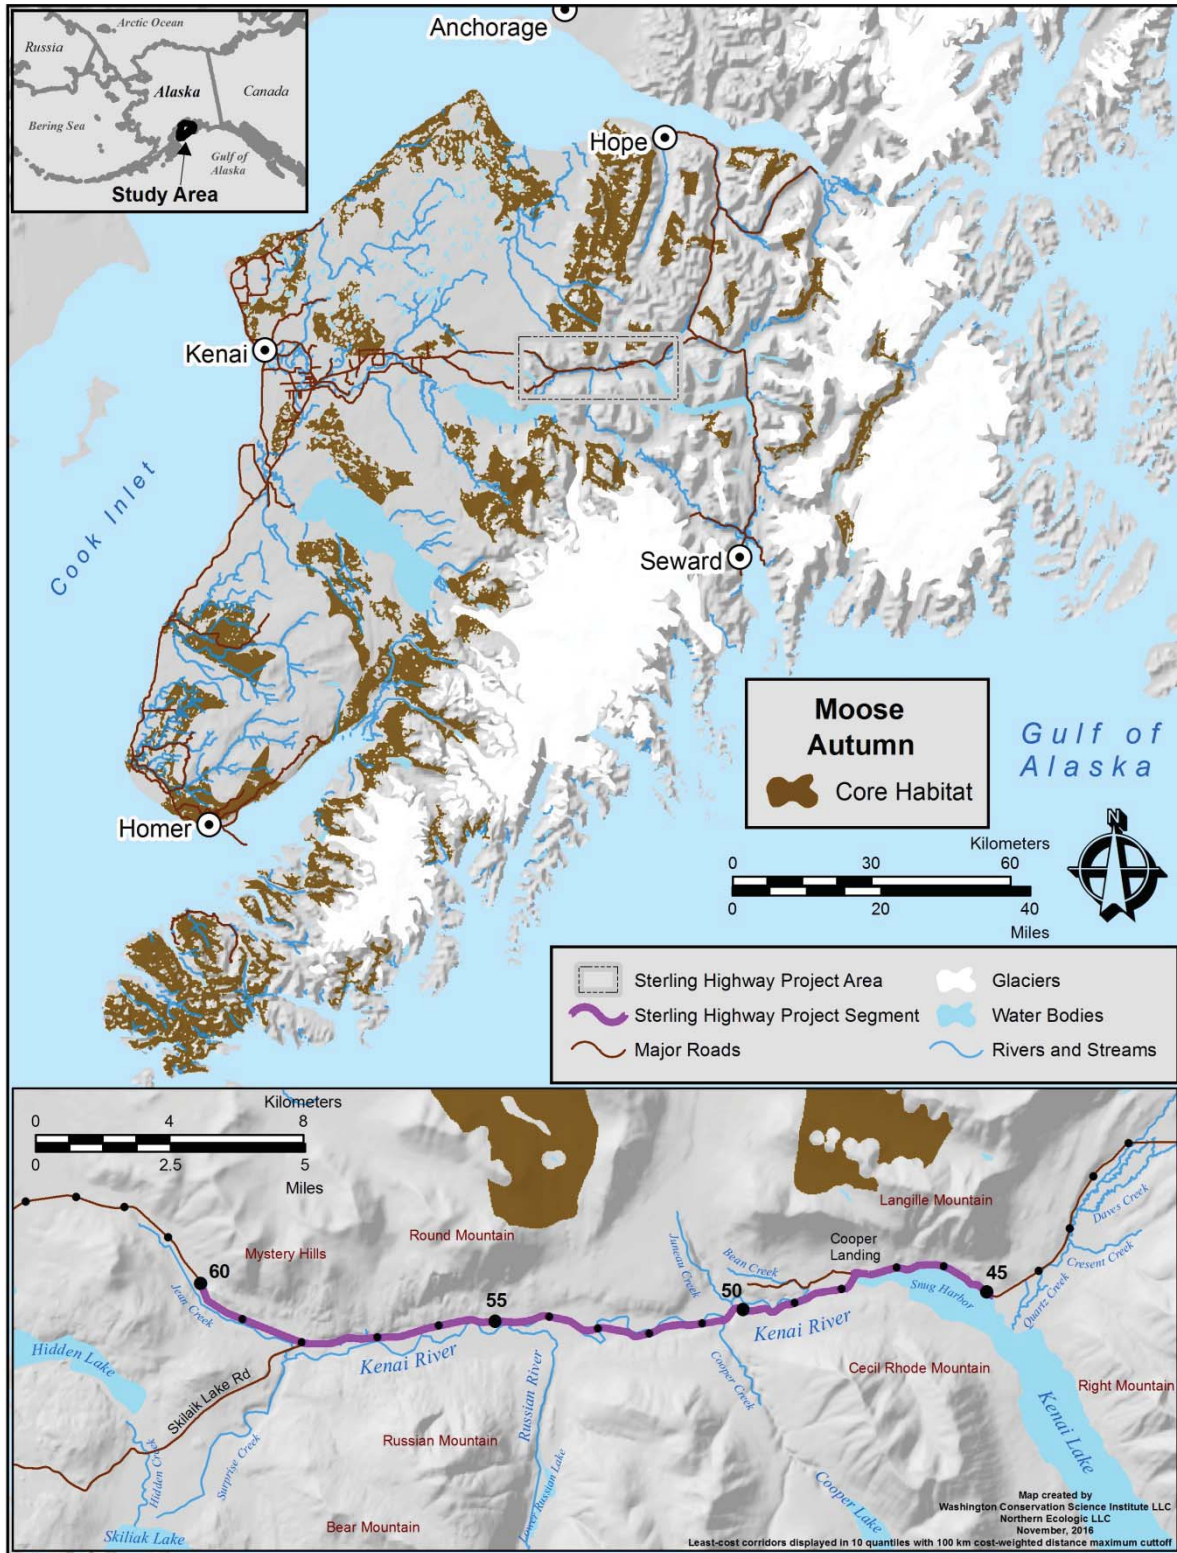 Arctic Ocean
Russia
Alaska
Canada
Bering Sea
Gulf of
Alaska
Study Area
Anchorage
Hope
Kenai
Cook Inlet
Seward
Homer
Moose
Autumn
Core Habitat
Gulf of
Alaska
Kilometers
0 30 60
0 20 40
Miles
N
Sterling Highway Project Area
Sterling Highway Project Segment
Major Roads
Glaciers
Water Bodies
Rivers and Streams
Kilometers
0 4 8
0 2.5 5
Miles
Mystery Hills
Round Mountain
Langille Mountain
Cooper
Landing
Daves Creek
Cresent Creek
Quartz Creek
Juneau Creek
Bean Creek
60
55
50
45
Jean Creek
Snug Harbor
Kenai River
Kenai River
Hidden Lake
Skilaik Lake Rd
Russian River
Cooper Creek
Cecil Rhode Mountain
Right Mountain
Kenai Lake
Russian Mountain
Hidden Creek
Surprise Creek
Lower Russian Lake
Cooper Lake
Skiliak Lake
Bear Mountain
Map created by
Washington Conservation Science Institute LLC
Northern Ecologic LLC
November, 2016
Least-cost corridors displayed in 10 quantiles with 100 km cost-weighted distance maximum cuttoff